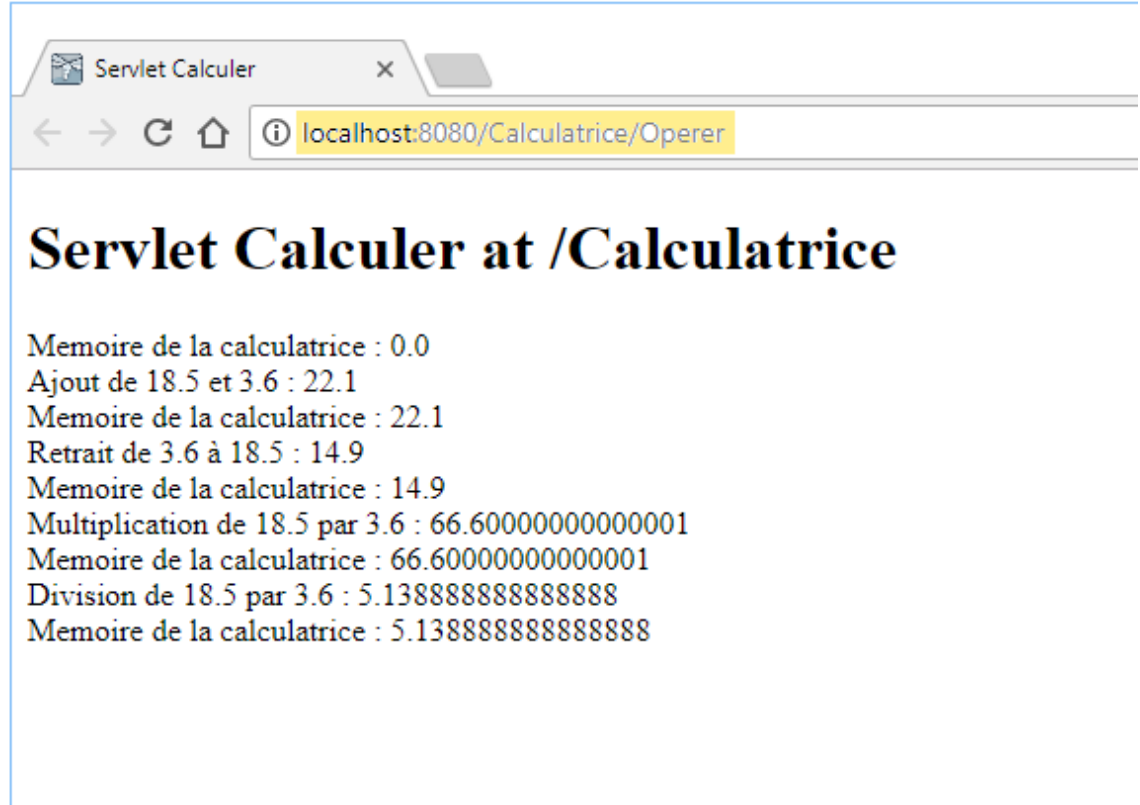 Servlet Calculer
localhost:8080/Calculatrice/Operer
Servlet Calculer at /Calculatrice
Memoire de la calculatrice : 0.0
Ajout de 18.5 et 3.6 : 22.1
Memoire de la calculatrice : 22.1
Retrait de 3.6 à 18.5 : 14.9
Memoire de la calculatrice : 14.9
Multiplication de 18.5 par 3.6 : 66.60000000000001
Memoire de la calculatrice : 66.60000000000001
Division de 18.5 par 3.6 : 5.138888888888888
Memoire de la calculatrice : 5.138888888888888